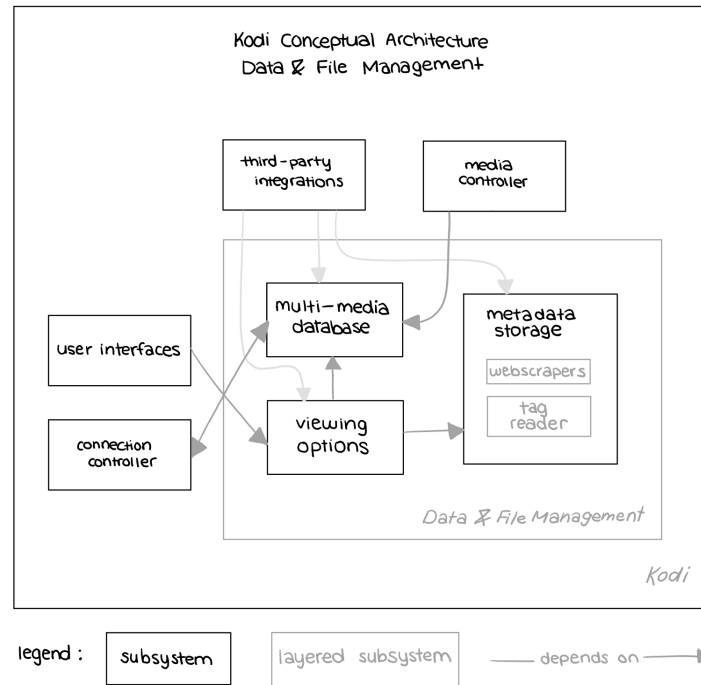 Kodi Conceptual Architecture
Data & File Management
third-party
integrations
media
controller
multi-media
database
metadata
storage
user interfaces
webscrapers
tag
reader
viewing
options
connection
controller
Data & File Management
Kodi
legend :
subsystem
layered subsystem
depends on